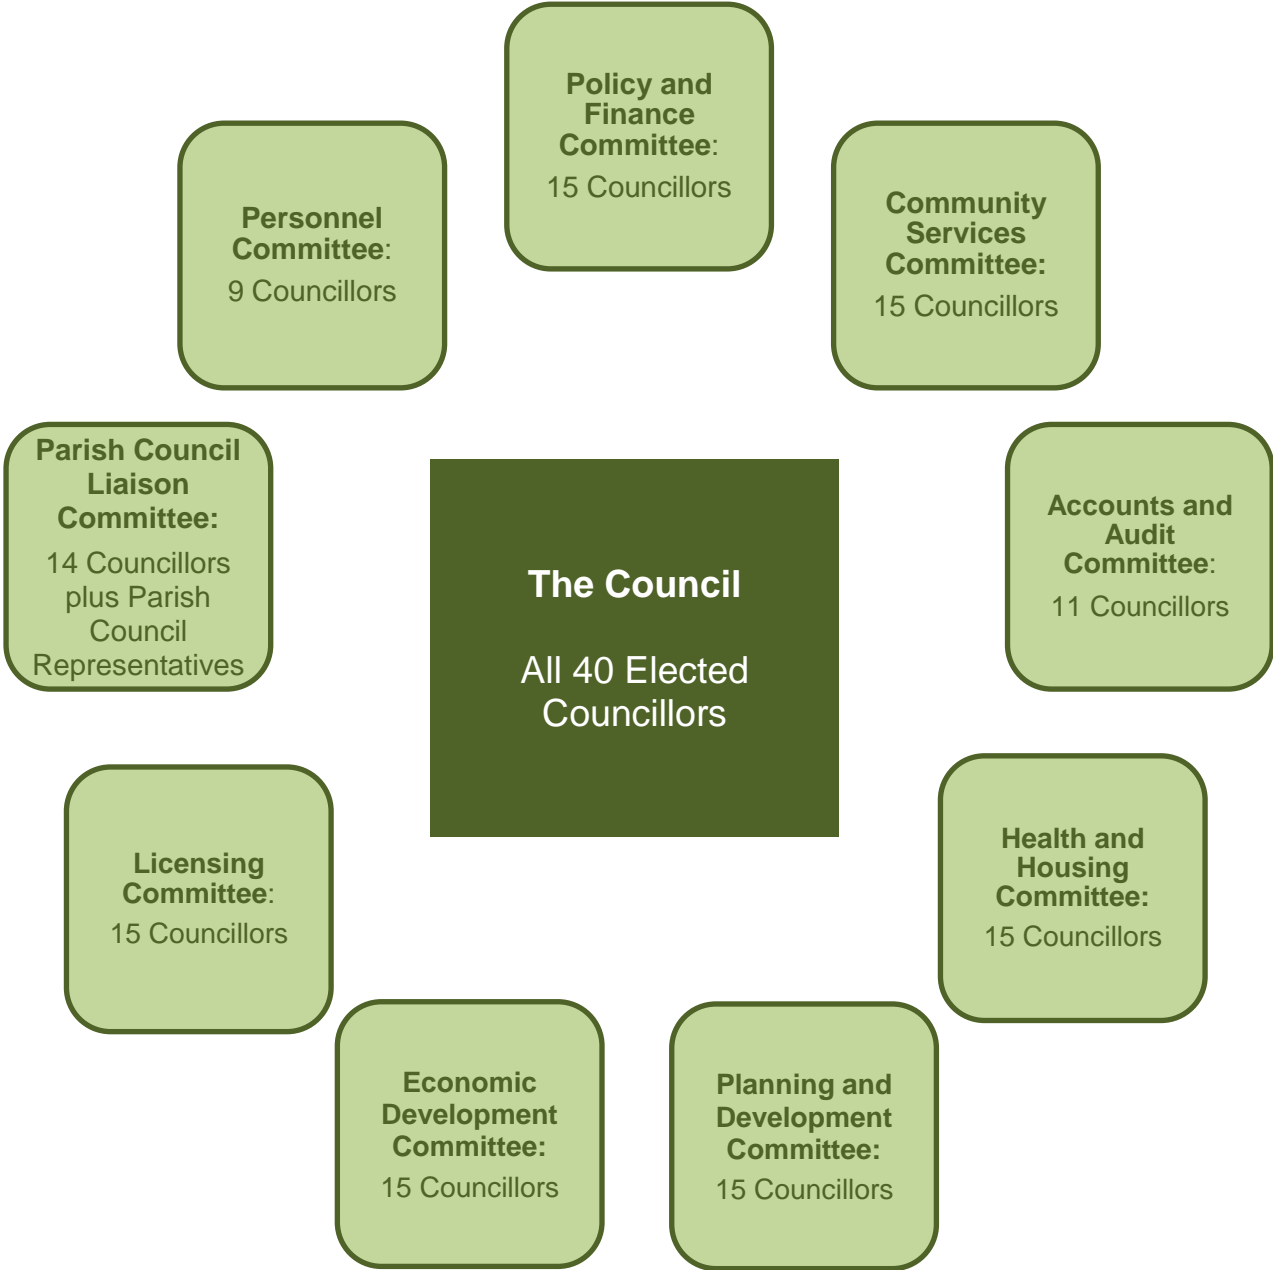 Policy and
Finance
Committee:
15 Councillors
Personnel
Committee:
9 Councillors
Community
Services
Committee:
15 Councillors
Parish Council
Liaison
Committee:
14 Councillors
plus Parish
Council
Representatives
The Council
All 40 Elected
Councillors
Accounts and
Audit
Committee:
11 Councillors
Licensing
Committee:
15 Councillors
Health and
Housing
Committee:
15 Councillors
Economic
Development
Committee:
15 Councillors
Planning and
Development
Committee:
15 Councillors